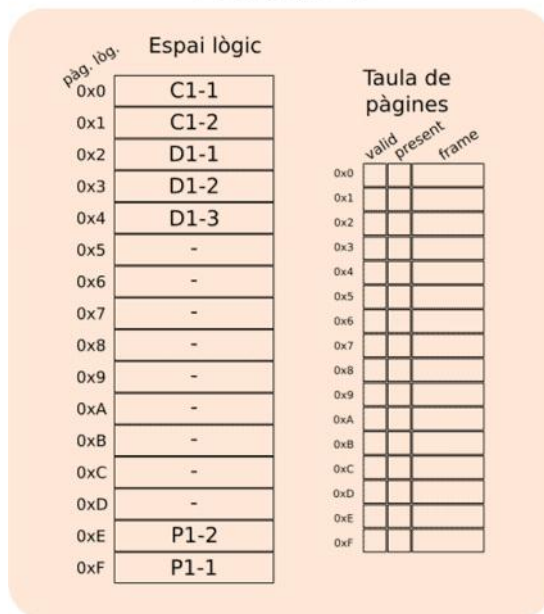 Espai lògic
pàg. lòg.
0x0 C1-1
0x1 C1-2
0x2 D1-1
0x3 D1-2
0x4 D1-3
0x5 -
0x6 -
0x7 -
0x8 -
0x9 -
0xA -
0xB -
0xC -
0xD -
0xE P1-2
0xF P1-1
Taula de
pàgines
valid present frame
0x0
0x1
0x2
0x3
0x4
0x5
0x6
0x7
0x8
0x9
0xA
0xB
0xC
0xD
0xE
0xF